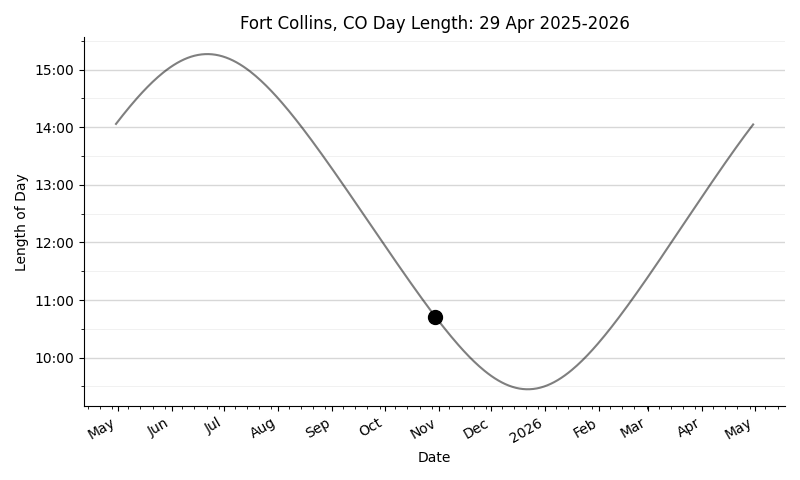 Fort Collins, CO Day Length: 29 Apr 2025-2026
15:00
14:00
13:00
12:00
11:00
10:00
Length of Day
May Jun Jul Aug Sep Oct Nov Dec 2026 Feb Mar Apr May
Date